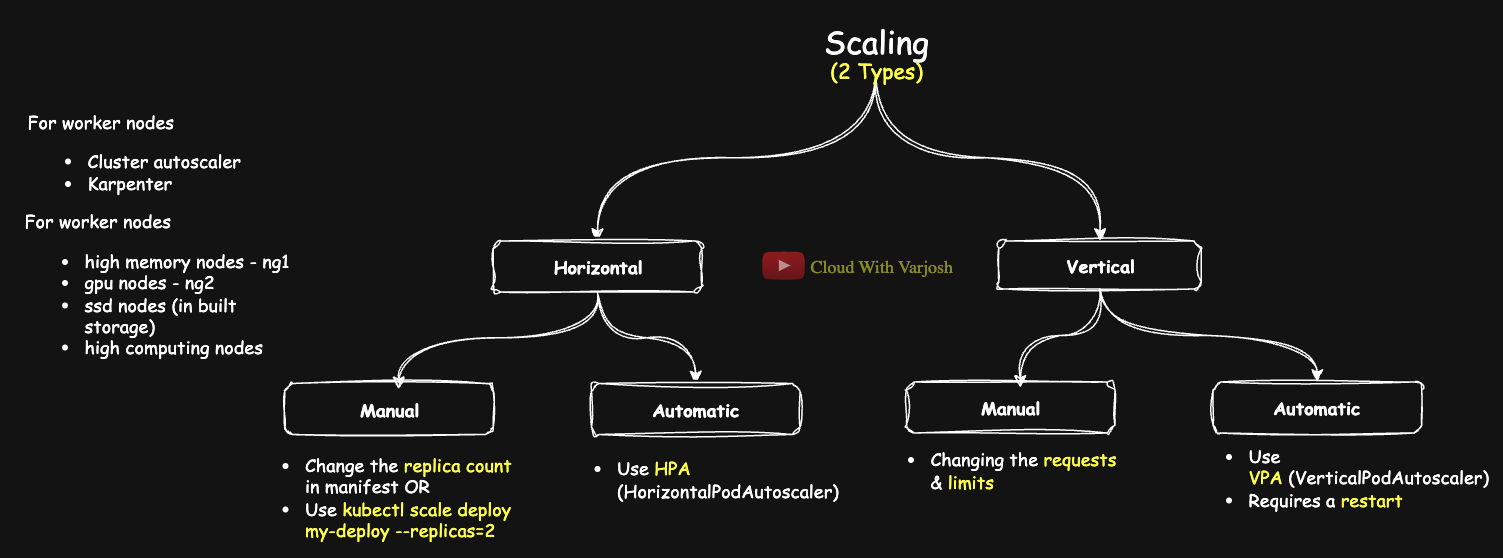 Scaling
(2 Types)
For worker nodes
• Cluster autoscaler
• Karpenter
For worker nodes
• high memory nodes - ng1
• gpu nodes - ng2
• ssd nodes (in built
storage)
• high computing nodes
Horizontal
Cloud With Varjosh
Vertical
Manual
Automatic
Manual
Automatic
• Change the replica count
in manifest OR
• Use kubectl scale deploy
my-deploy --replicas=2
• Use HPA
(HorizontalPodAutoscaler)
• Changing the requests
& limits
• Use
VPA (VerticalPodAutoscaler)
• Requires a restart